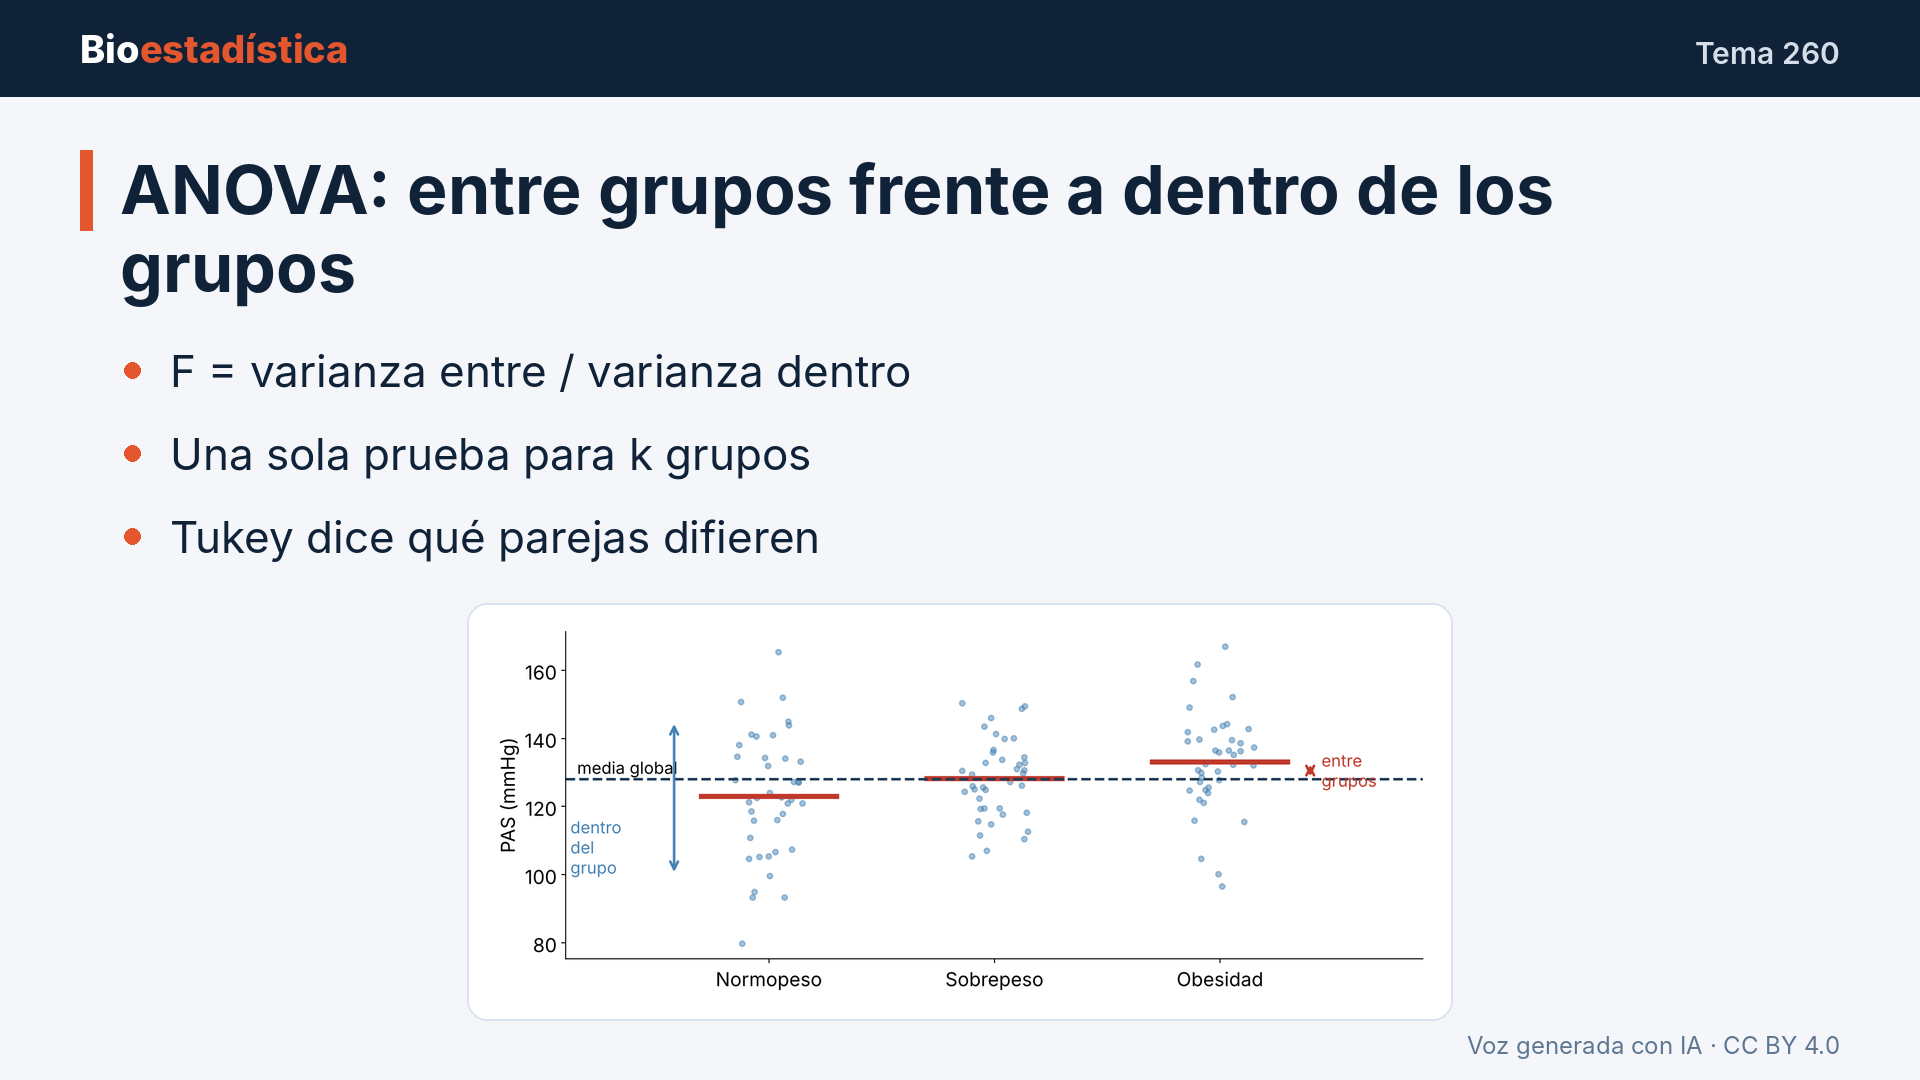 Bioestadística
Tema 260
ANOVA: entre grupos frente a dentro de los
grupos
F = varianza entre / varianza dentro
Una sola prueba para k grupos
Tukey dice qué parejas difieren
160
140
120
100
80
PAS (mmHg)
media global
dentro
del
grupo
entre
grupos
Normopeso
Sobrepeso
Obesidad
Voz generada con IA · CC BY 4.0